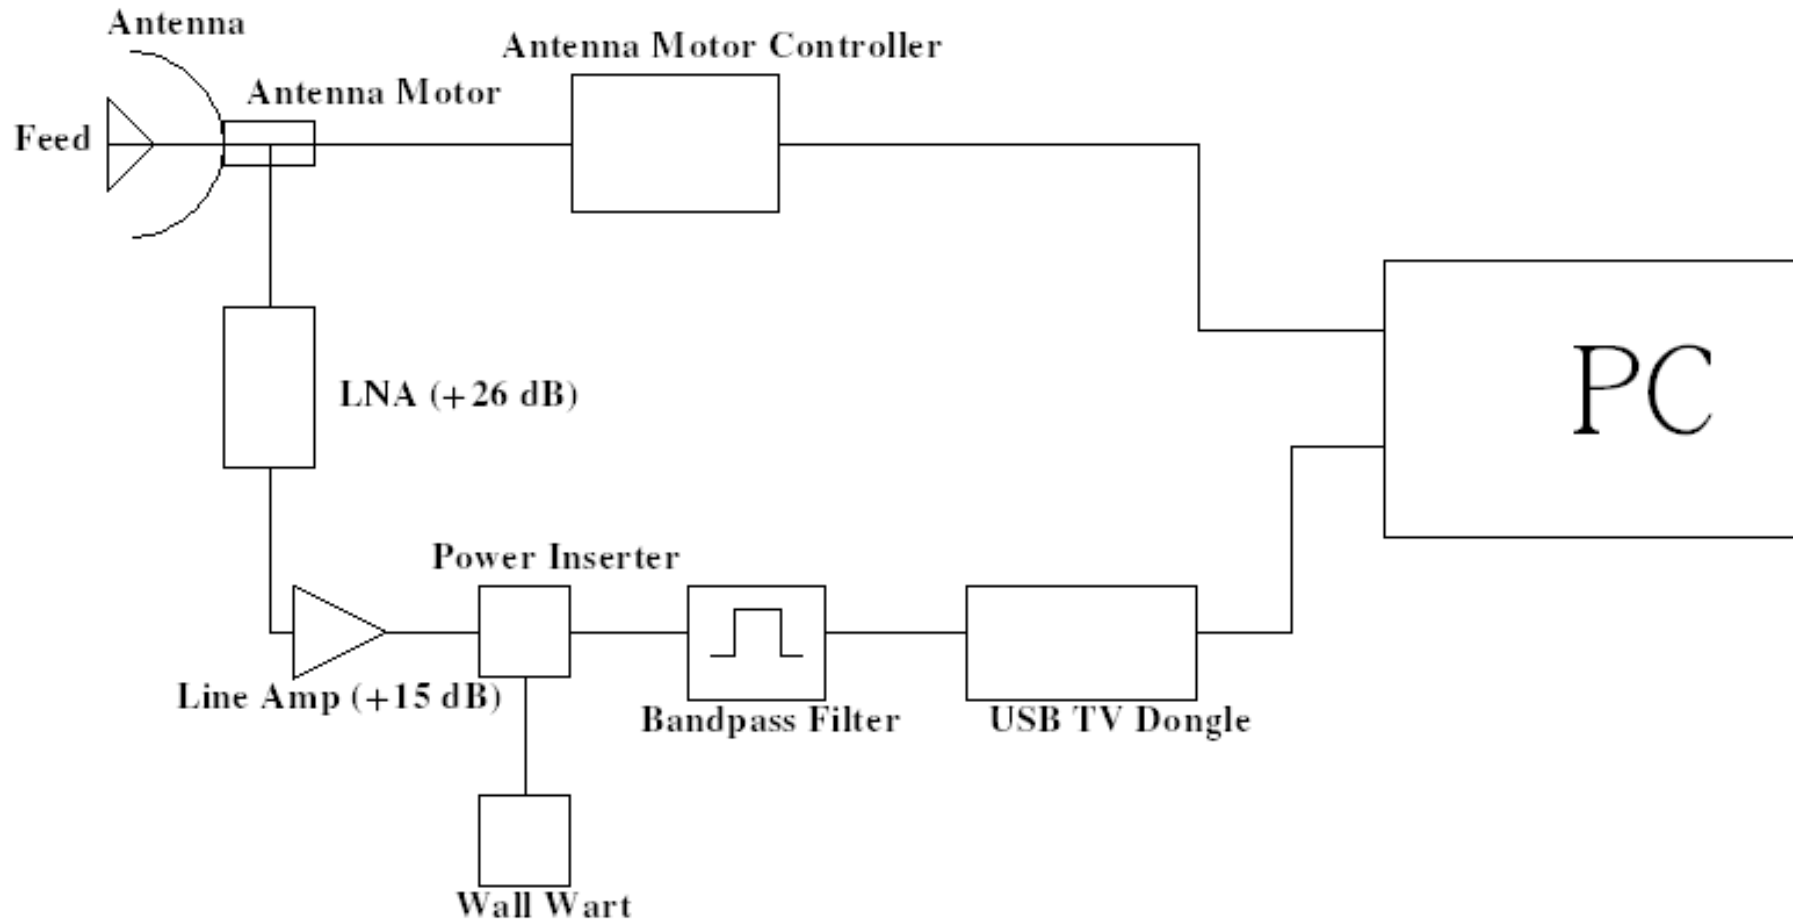 Antenna
Antenna Motor Controller
Antenna Motor
Feed
PC
LNA (+26 dB)
Power Inserter
Line Amp (+15 dB)
Bandpass Filter
USB TV Dongle
Wall Wart